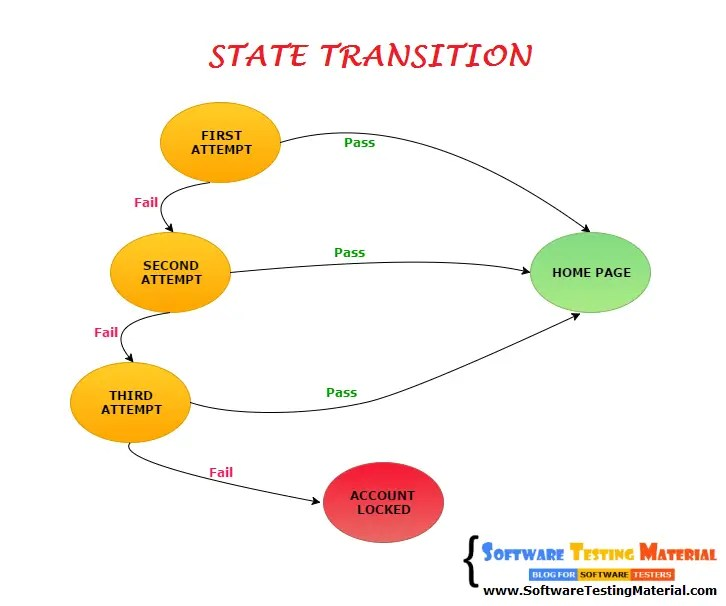 STATE TRANSITION
FIRST
ATTEMPT
Pass
Fail
SECOND
ATTEMPT
Pass
HOME PAGE
Fail
THIRD
ATTEMPT
Pass
Fail
ACCOUNT
LOCKED
{ SOFTWARE TESTING MATERIAL
BLOG FOR SOFTWARE TESTERS
www.SoftwareTestingMaterial.com